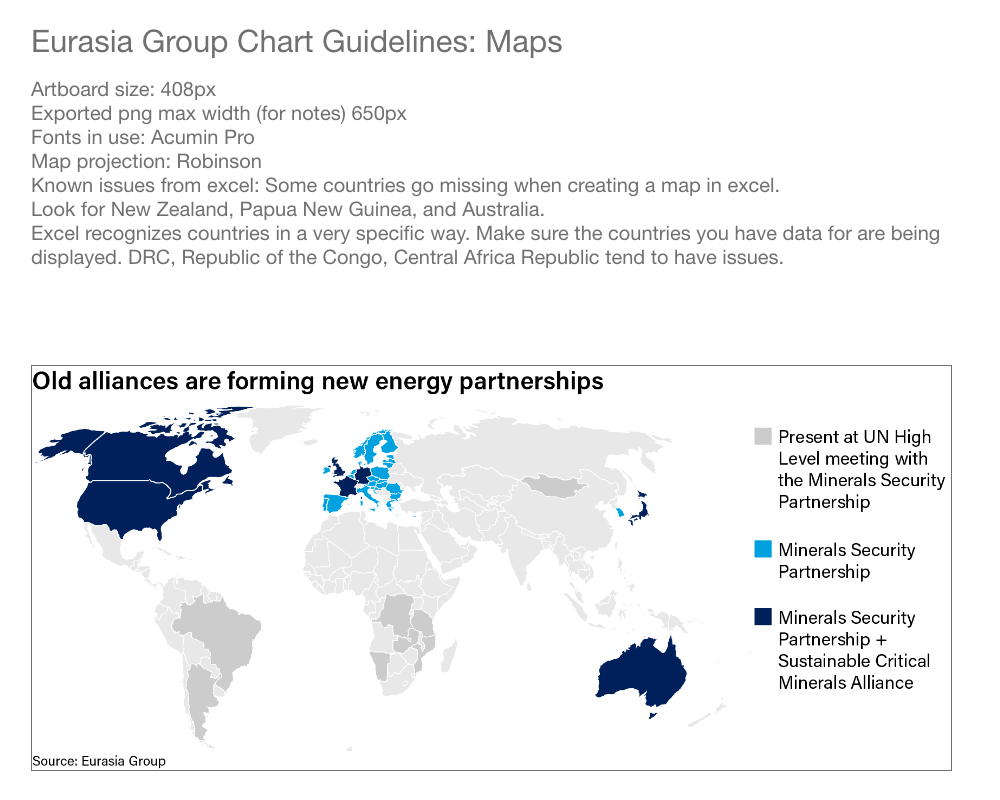 Eurasia Group Chart Guidelines: Maps
Artboard size: 408px
Exported png max width (for notes) 650px
Fonts in use: Acumin Pro
Map projection: Robinson
Known issues from excel: Some countries go missing when creating a map in excel.
Look for New Zealand, Papua New Guinea, and Australia.
Excel recognizes countries in a very specific way. Make sure the countries you have data for are being
displayed. DRC, Republic of the Congo, Central Africa Republic tend to have issues.
Old alliances are forming new energy partnerships
Present at UN High
Level meeting with
the Minerals Security
Partnership
Minerals Security
Partnership
Minerals Security
Partnership +
Sustainable Critical
Minerals Alliance
Source: Eurasia Group